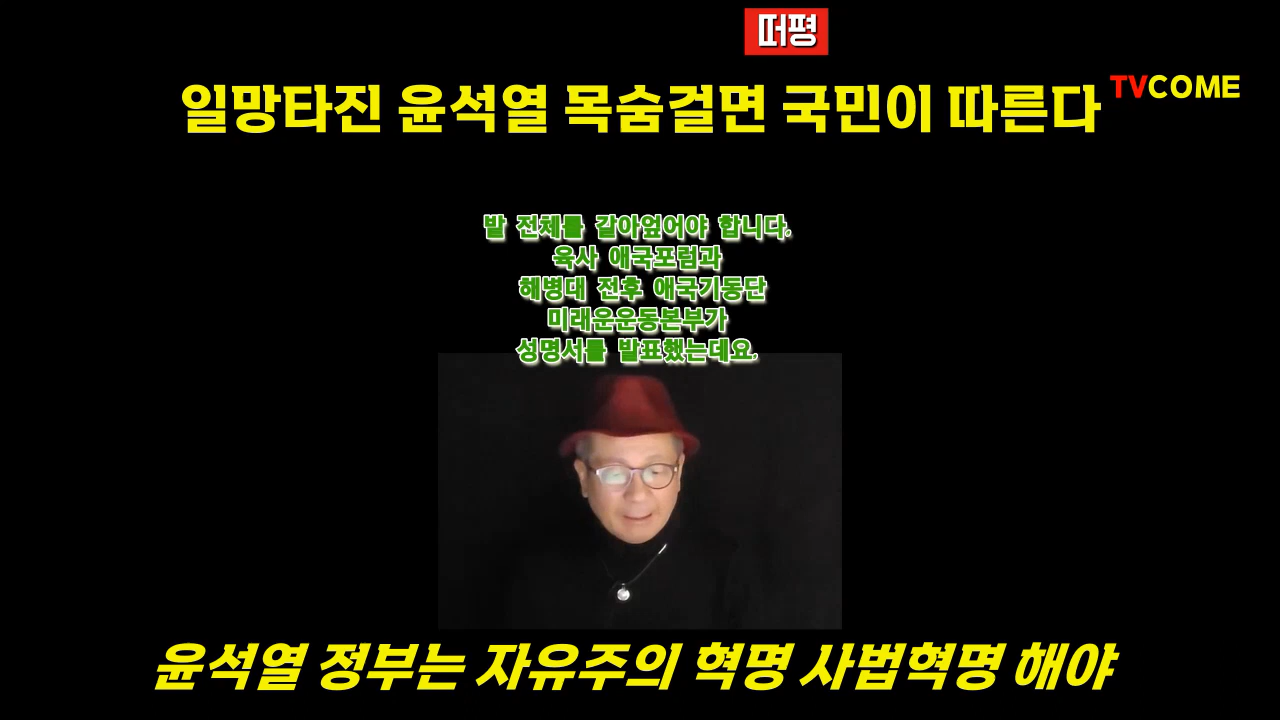 떠평
일망타진 윤석열 목숨걸면 국민이 따른다
TVCOME
밭 전체를 갈아엎어야 합니다.
육사 애국포럼과
해병대 전후 애국기동단
미래운운동본부가
성명서를 발표했는데요.
윤석열 정부는 자유주의 혁명 사법혁명 해야